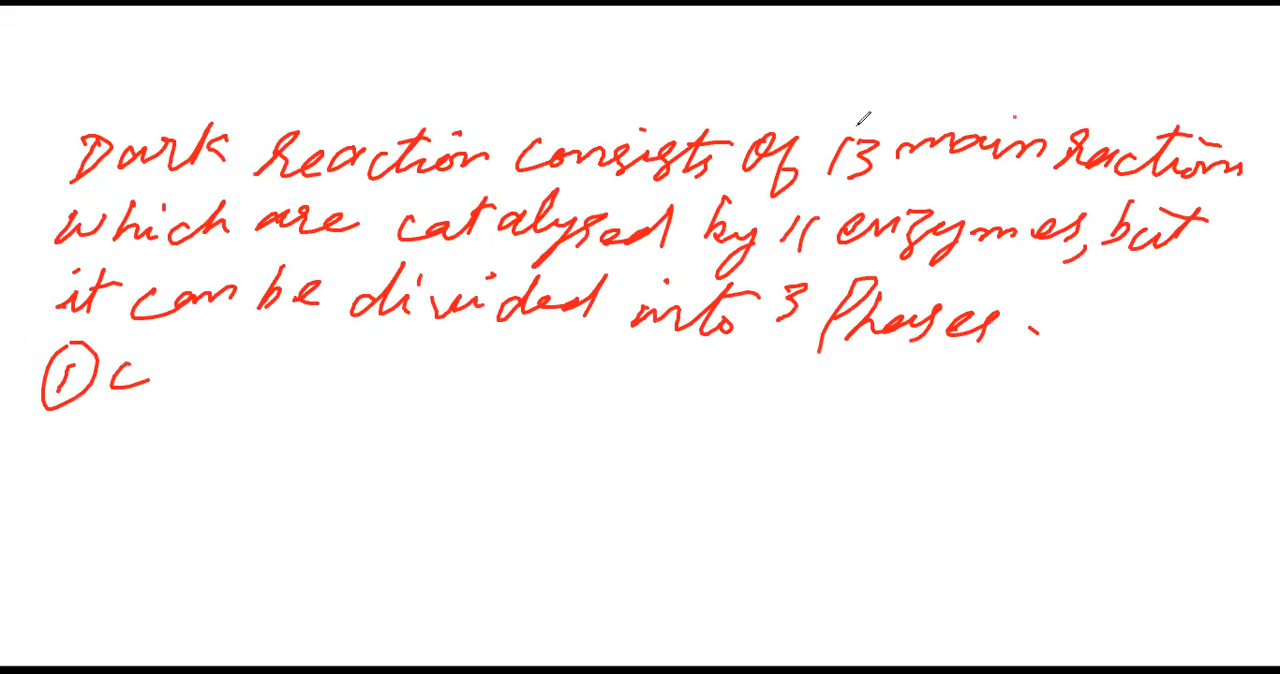 Dark reaction consists of 13 main reaction
which are catalysed by 11 enzymes, but
it can be divided into 3 Phases.
① C